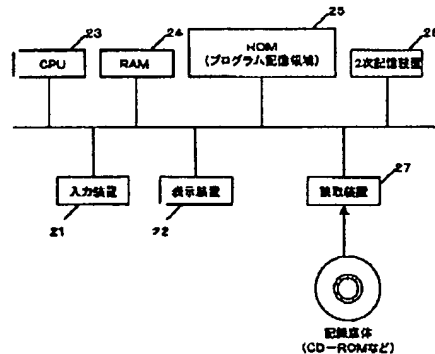 25
23
24
ROM
26
CPU
RAM
(プログラム記憶領域)
2次記憶装置
入力装置
表示装置
読取装置
27
21
22
記録媒体
(CD-ROMなど)